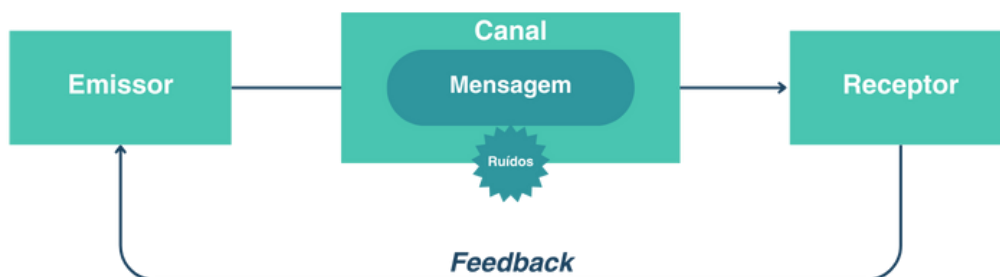 Canal
Emissor
Mensagem
Receptor
Ruídos
Feedback